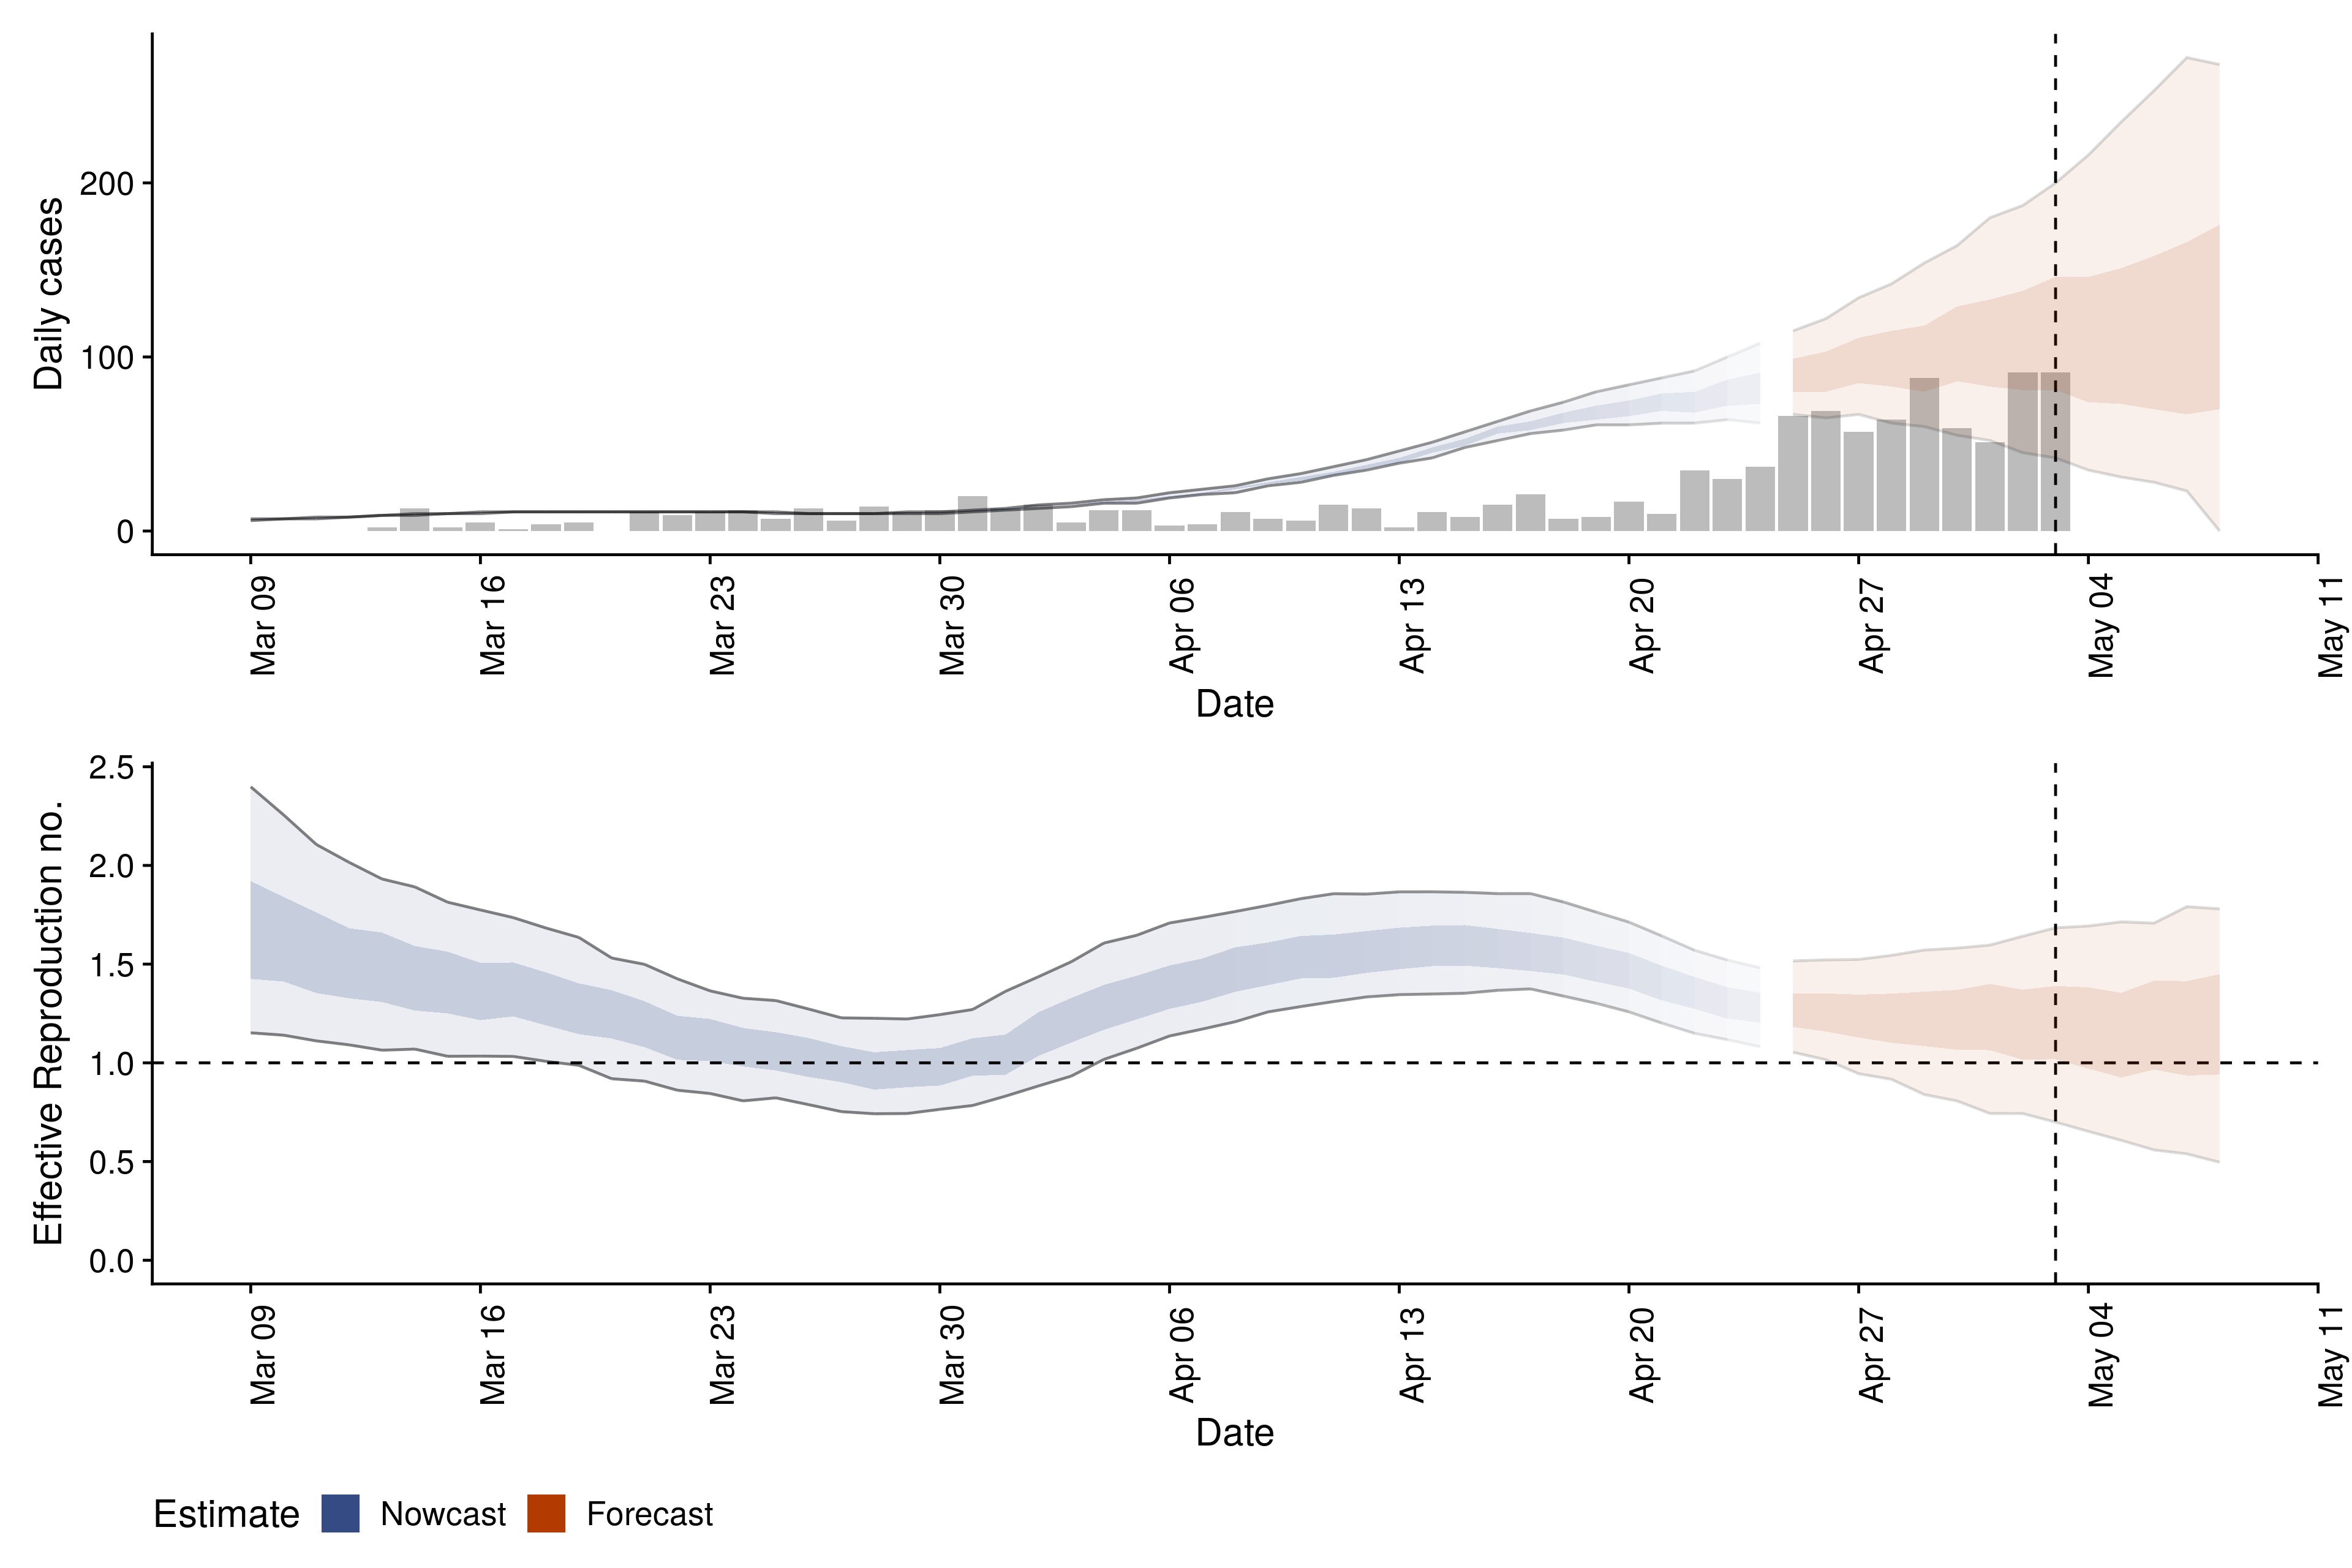 Daily cases
200
100
0
Mar 09
Mar 16
Mar 23
Mar 30
Apr 06
Apr 13
Apr 20
Apr 27
May 04
May 11
Date
Effective Reproduction no.
2.5
2.0
1.5
1.0
0.5
0.0
Mar 09
Mar 16
Mar 23
Mar 30
Apr 06
Apr 13
Apr 20
Apr 27
May 04
May 11
Date
Estimate Nowcast Forecast